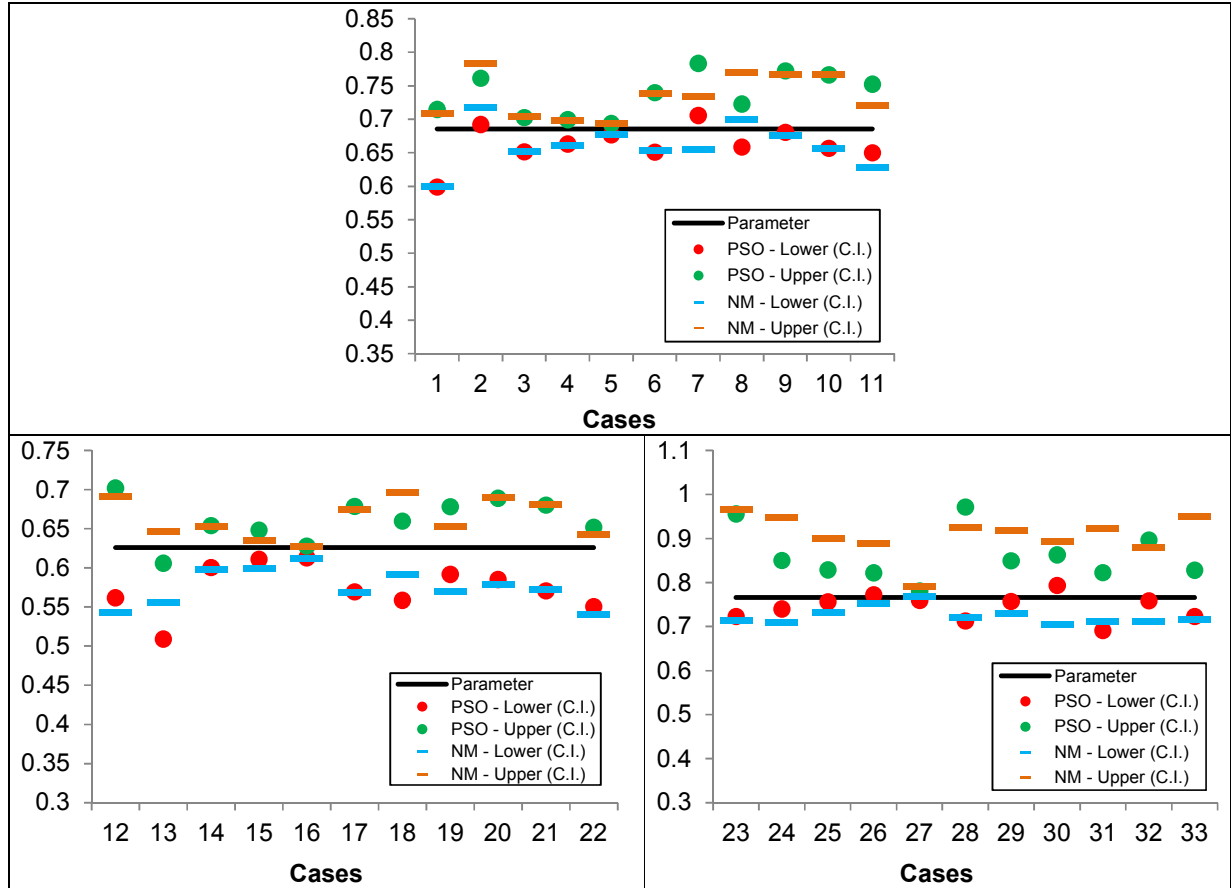 0.85
0.8
0.75
0.7
0.65
0.6
0.55
0.5
0.45
0.4
0.35
Parameter
PSO - Lower (C.I.)
PSO - Upper (C.I.)
NM - Lower (C.I.)
NM - Upper (C.I.)
1 2 3 4 5 6 7 8 9 10 11
Cases
0.75
0.7
0.65
0.6
0.55
0.5
0.45
0.4
0.35
0.3
Parameter
PSO - Lower (C.I.)
PSO - Upper (C.I.)
NM - Lower (C.I.)
NM - Upper (C.I.)
12 13 14 15 16 17 18 19 20 21 22
Cases
1.1
1
0.9
0.8
0.7
0.6
0.5
0.4
0.3
Parameter
PSO - Lower (C.I.)
PSO - Upper (C.I.)
NM - Lower (C.I.)
NM - Upper (C.I.)
23 24 25 26 27 28 29 30 31 32 33
Cases